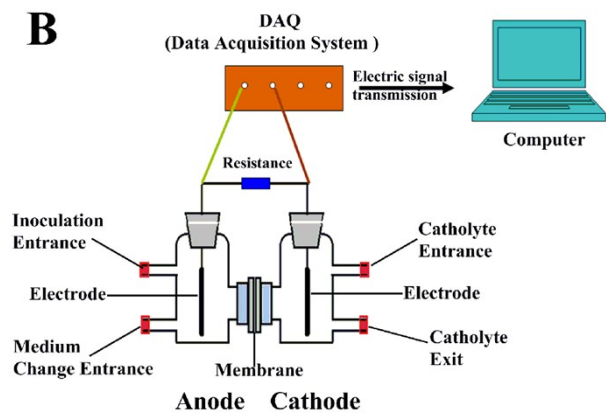 B
DAQ
(Data Acquisition System )
Electric signal
transmission
Computer
Resistance
Inoculation
Entrance
Catholyte
Entrance
Electrode
Electrode
Medium
Change Entrance
Membrane
Catholyte
Exit
Anode
Cathode